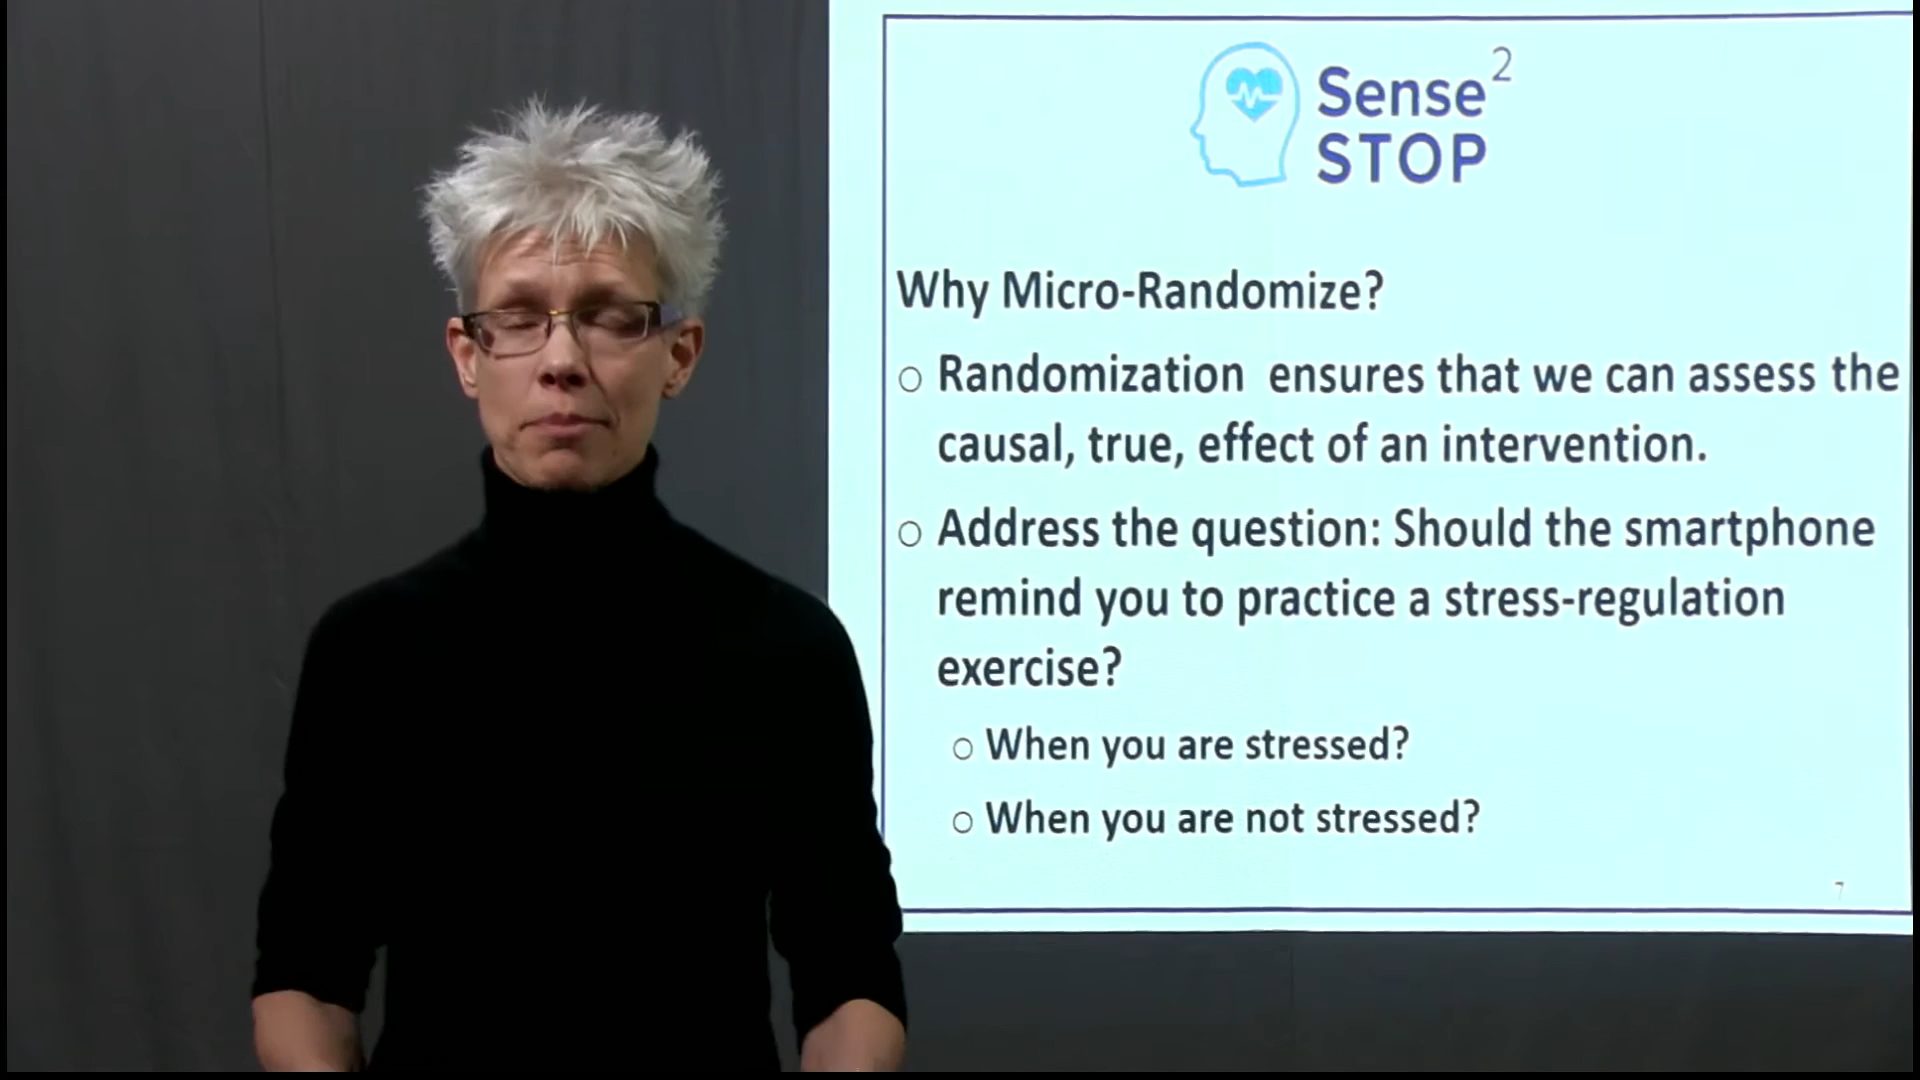 Sense²
STOP
Why Micro-Randomize?
○ Randomization ensures that we can assess the
causal, true, effect of an intervention.
○ Address the question: Should the smartphone
remind you to practice a stress-regulation
exercise?
○ When you are stressed?
○ When you are not stressed?
7